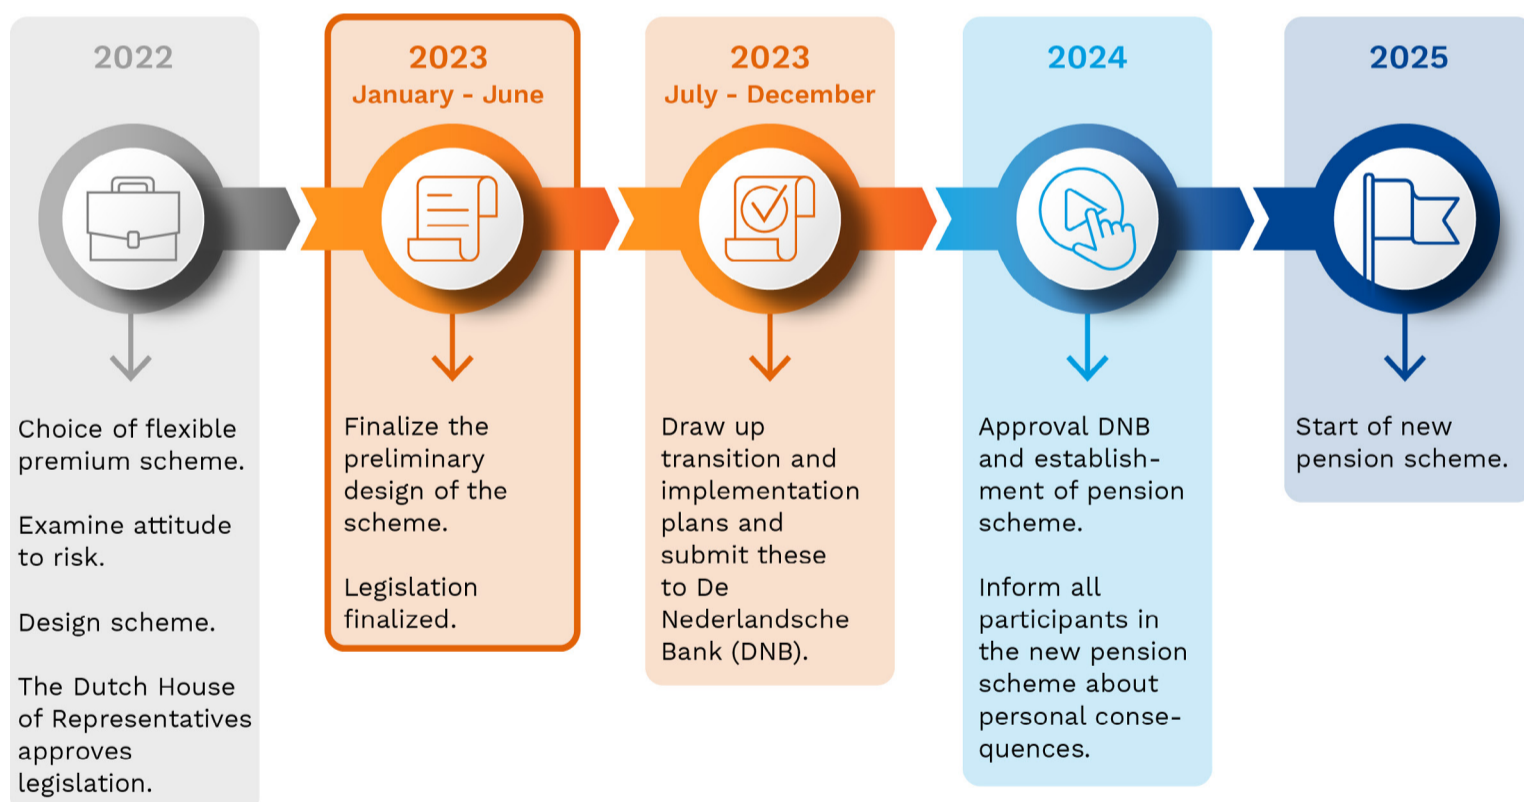 2022
Choice of flexible
premium scheme.
Examine attitude
to risk.
Design scheme.
The Dutch House
of Representatives
approves
legislation.
2023
January - June
Finalize the
preliminary
design of the
scheme.
Legislation
finalized.
2023
July - December
Draw up
transition and
implementation
plans and
submit these
to De
Nederlandsche
Bank (DNB).
2024
Approval DNB
and establish-
ment of pension
scheme.
Inform all
participants in
the new pension
scheme about
personal conse-
quences.
2025
Start of new
pension scheme.